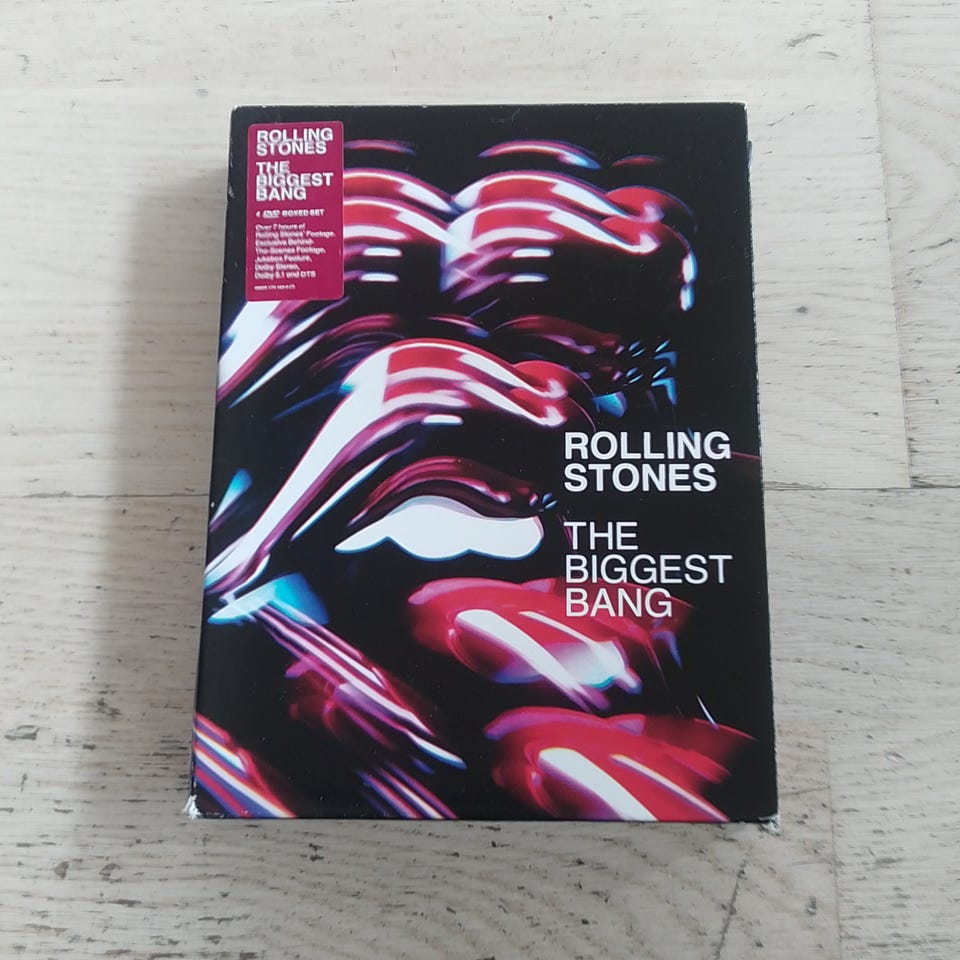 ROLLING
STONES
THE
BIGGEST
BANG
4 DVD BOXED SET
Over 7 hours of
Rolling Stones' Footage.
Exclusive Behind-
The-Scenes Footage,
Jukebox Feature,
Dolby Stereo,
Dolby 5.1 and DTS
ROLLING
STONES
THE
BIGGEST
BANG